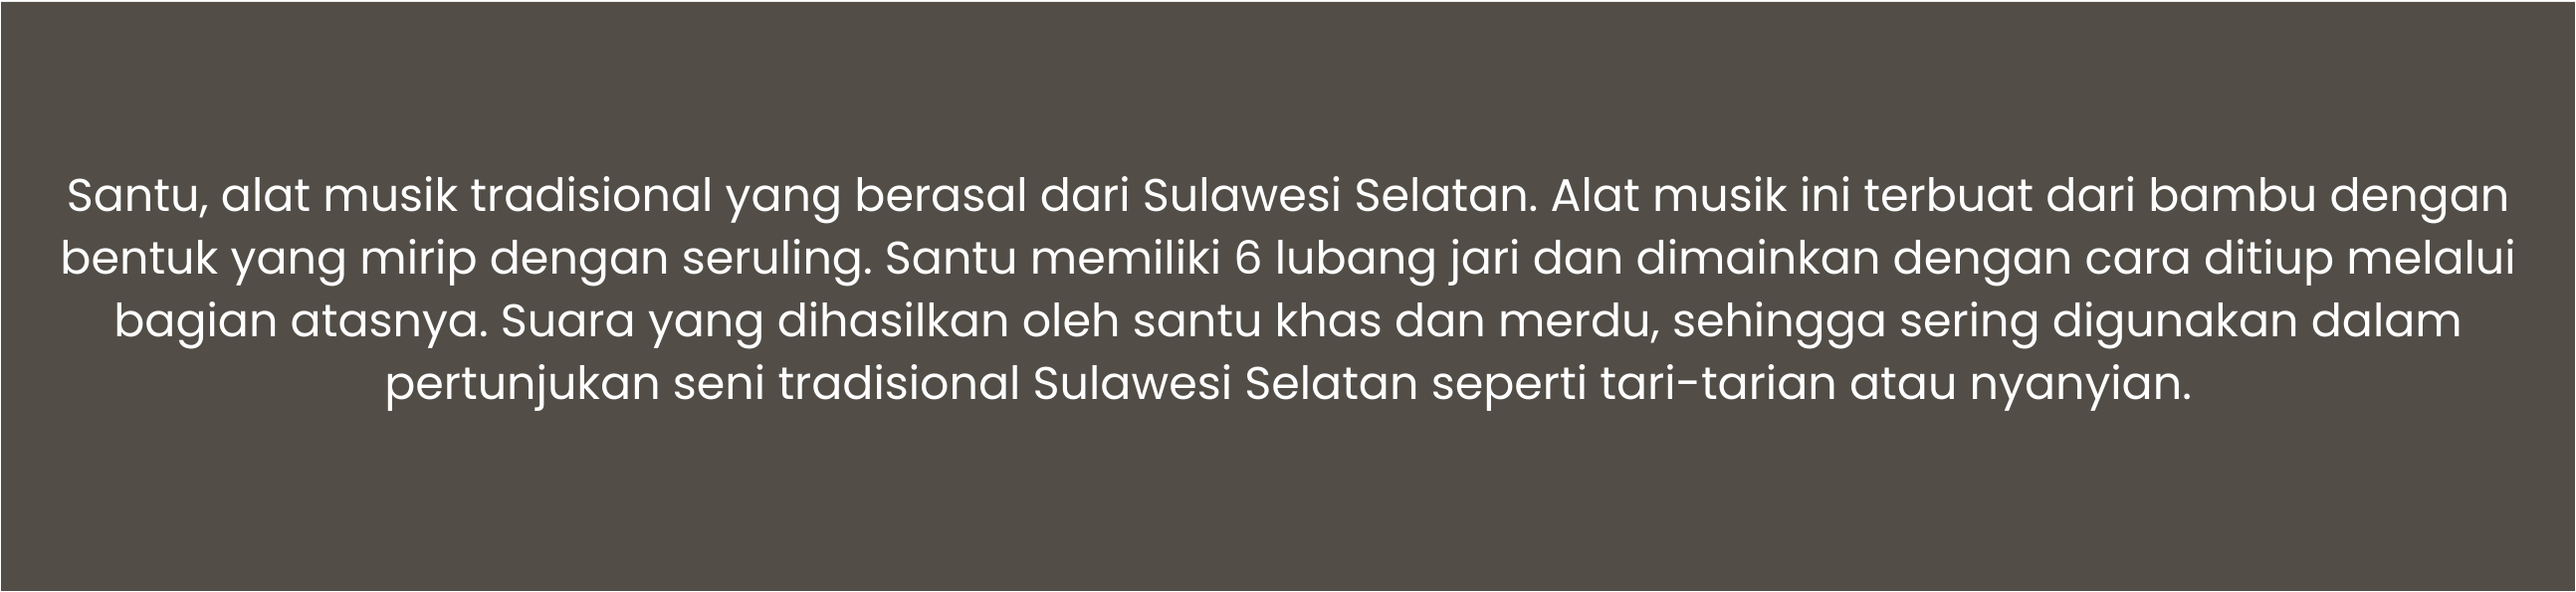 Santu, alat musik tradisional yang berasal dari Sulawesi Selatan. Alat musik ini terbuat dari bambu dengan
bentuk yang mirip dengan seruling. Santu memiliki 6 lubang jari dan dimainkan dengan cara ditiup melalui
bagian atasnya. Suara yang dihasilkan oleh santu khas dan merdu, sehingga sering digunakan dalam
pertunjukan seni tradisional Sulawesi Selatan seperti tari-tarian atau nyanyian.